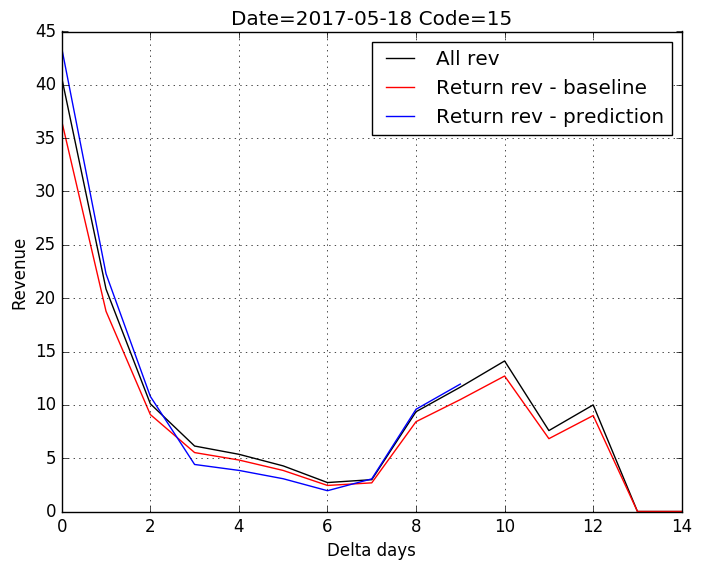 Date=2017-05-18 Code=15
45
40
35
30
25
20
15
10
5
0
Revenue
All rev
Return rev - baseline
Return rev - prediction
0 2 4 6 8 10 12 14
Delta days